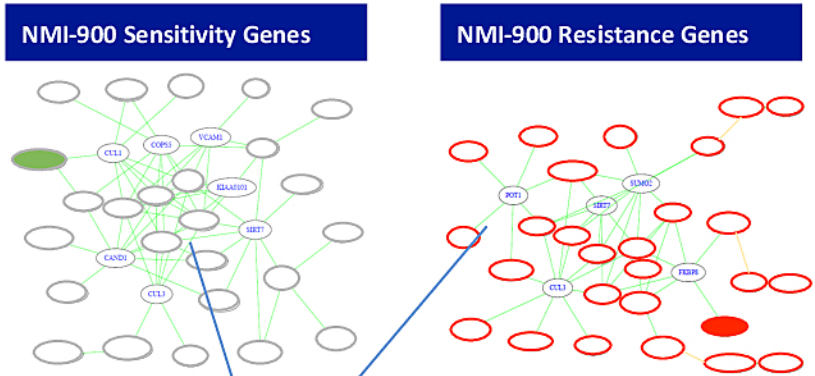 NMI-900 Sensitivity Genes
NMI-900 Resistance Genes
CUL1
COPS5
VCAM1
KIAA0101
SIRT7
CAND1
CUL3
POT1
SUMO2
SIRT7
CUL3
FKBP8